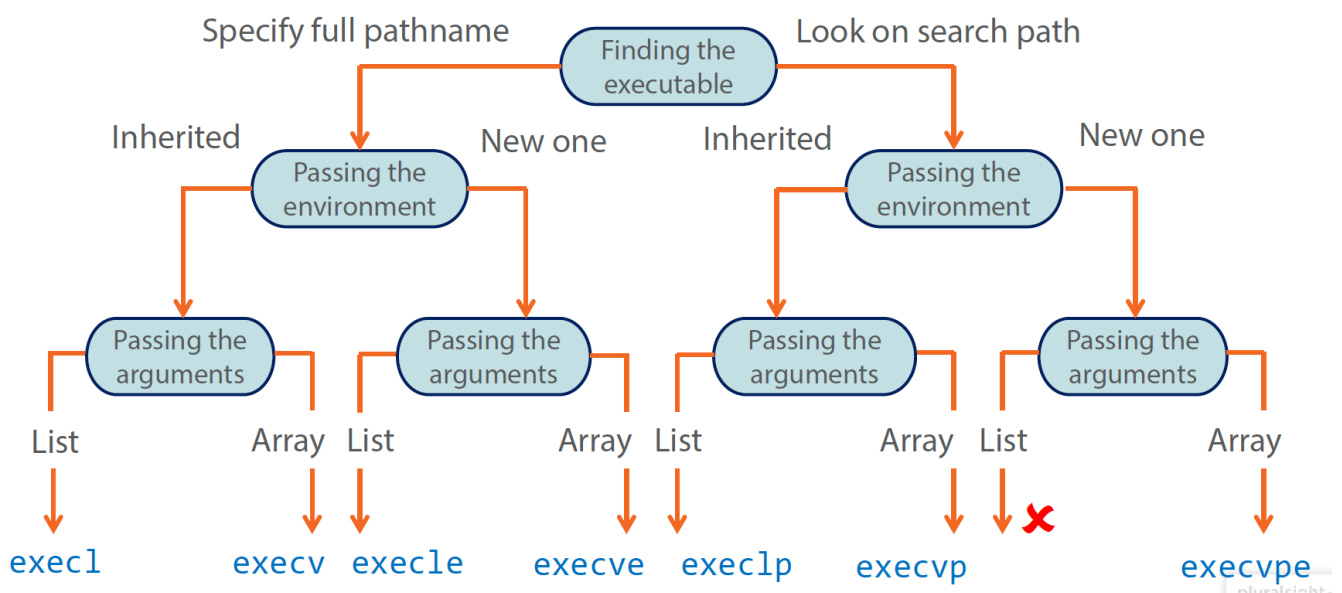 Specify full pathname
Finding the
executable
Look on search path
Inherited
New one
Inherited
New one
Passing the
environment
Passing the
environment
Passing the
arguments
Passing the
arguments
Passing the
arguments
Passing the
arguments
List
Array
List
Array
List
Array
List
Array
execl
execv
execle
execve
execlp
execvp
execvpe
pluralsight